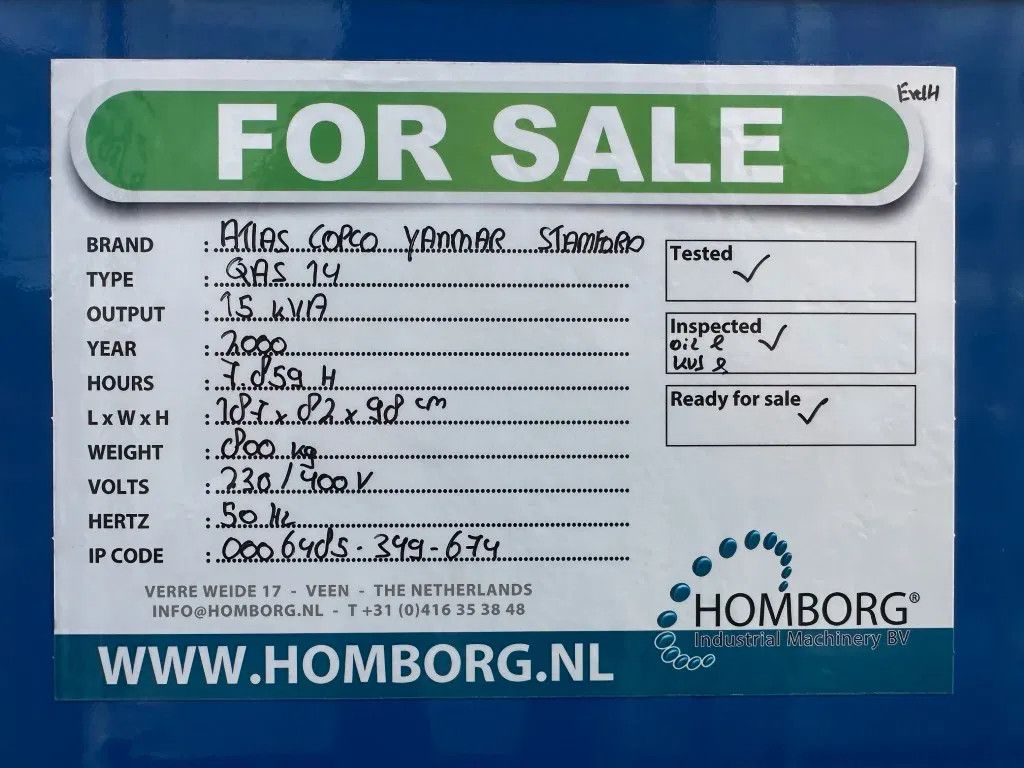 EvdH
FOR SALE
BRAND : ATLAS COPCO YANMAR STAMFORD
TYPE : QAS 14
OUTPUT : 15 kVA
YEAR : 2000
HOURS : 7.859 H
L x W x H : 187 x 82 x 98 cm
WEIGHT : 800 kg
VOLTS : 230/400V
HERTZ : 50 Hz
IP CODE : 0006485-349-674
Tested ✓
Inspected ✓
oil
Ready for sale ✓
VERRE WEIDE 17 - VEEN - THE NETHERLANDS
INFO@HOMBORG.NL - T +31 (0)416 35 38 48
HOMBORG®
Industrial Machinery BV
WWW.HOMBORG.NL